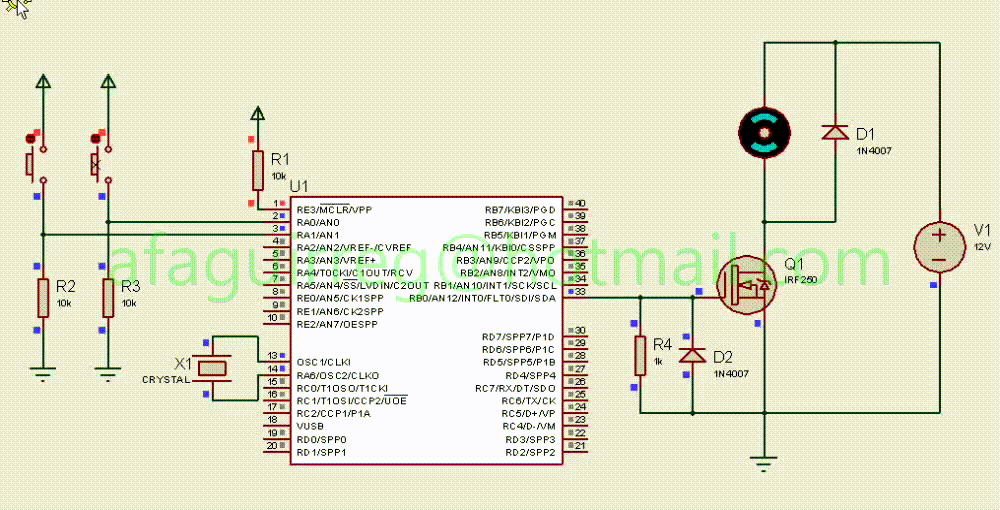 R1
10k
U1
D1
1N4007
V1
12V
Q1
IRF250
R2
10k
R3
10k
R4
1k
D2
1N4007
X1
CRYSTAL
1 RE3/MCLR/VPP
2 RA0/AN0
3 RA1/AN1
4 RA2/AN2/VREF-/CVREF
5 RA3/AN3/VREF+
6 RA4/T0CKI/C1OUT/RCV
7 RA5/AN4/SS/LVDIN/C2OUT
8 RE0/AN5/CK1SPP
9 RE1/AN6/CK2SPP
10 RE2/AN7/OESPP
13 OSC1/CLKI
14 RA6/OSC2/CLKO
15 RC0/T1OSO/T1CKI
16 RC1/T1OSI/CCP2/UOE
17 RC2/CCP1/P1A
18 VUSB
19 RD0/SPP0
20 RD1/SPP1
RB7/KBI3/PGD 40
RB6/KBI2/PGC 39
RB5/KBI1/PGM 38
RB4/AN11/KBI0/CSSPP 37
RB3/AN9/CCP2/VPO 36
RB2/AN8/INT2/VMO 35
RB1/AN10/INT1/SCK/SCL 34
RB0/AN12/INT0/FLT0/SDI/SDA 33
RD7/SPP7/P1D 30
RD6/SPP6/P1C 29
RD5/SPP5/P1B 28
RD4/SPP4 27
RC7/RX/DT/SDO 26
RC6/TX/CK 25
RC5/D+/VP 24
RC4/D-/VM 23
RD3/SPP3 22
RD2/SPP2 21